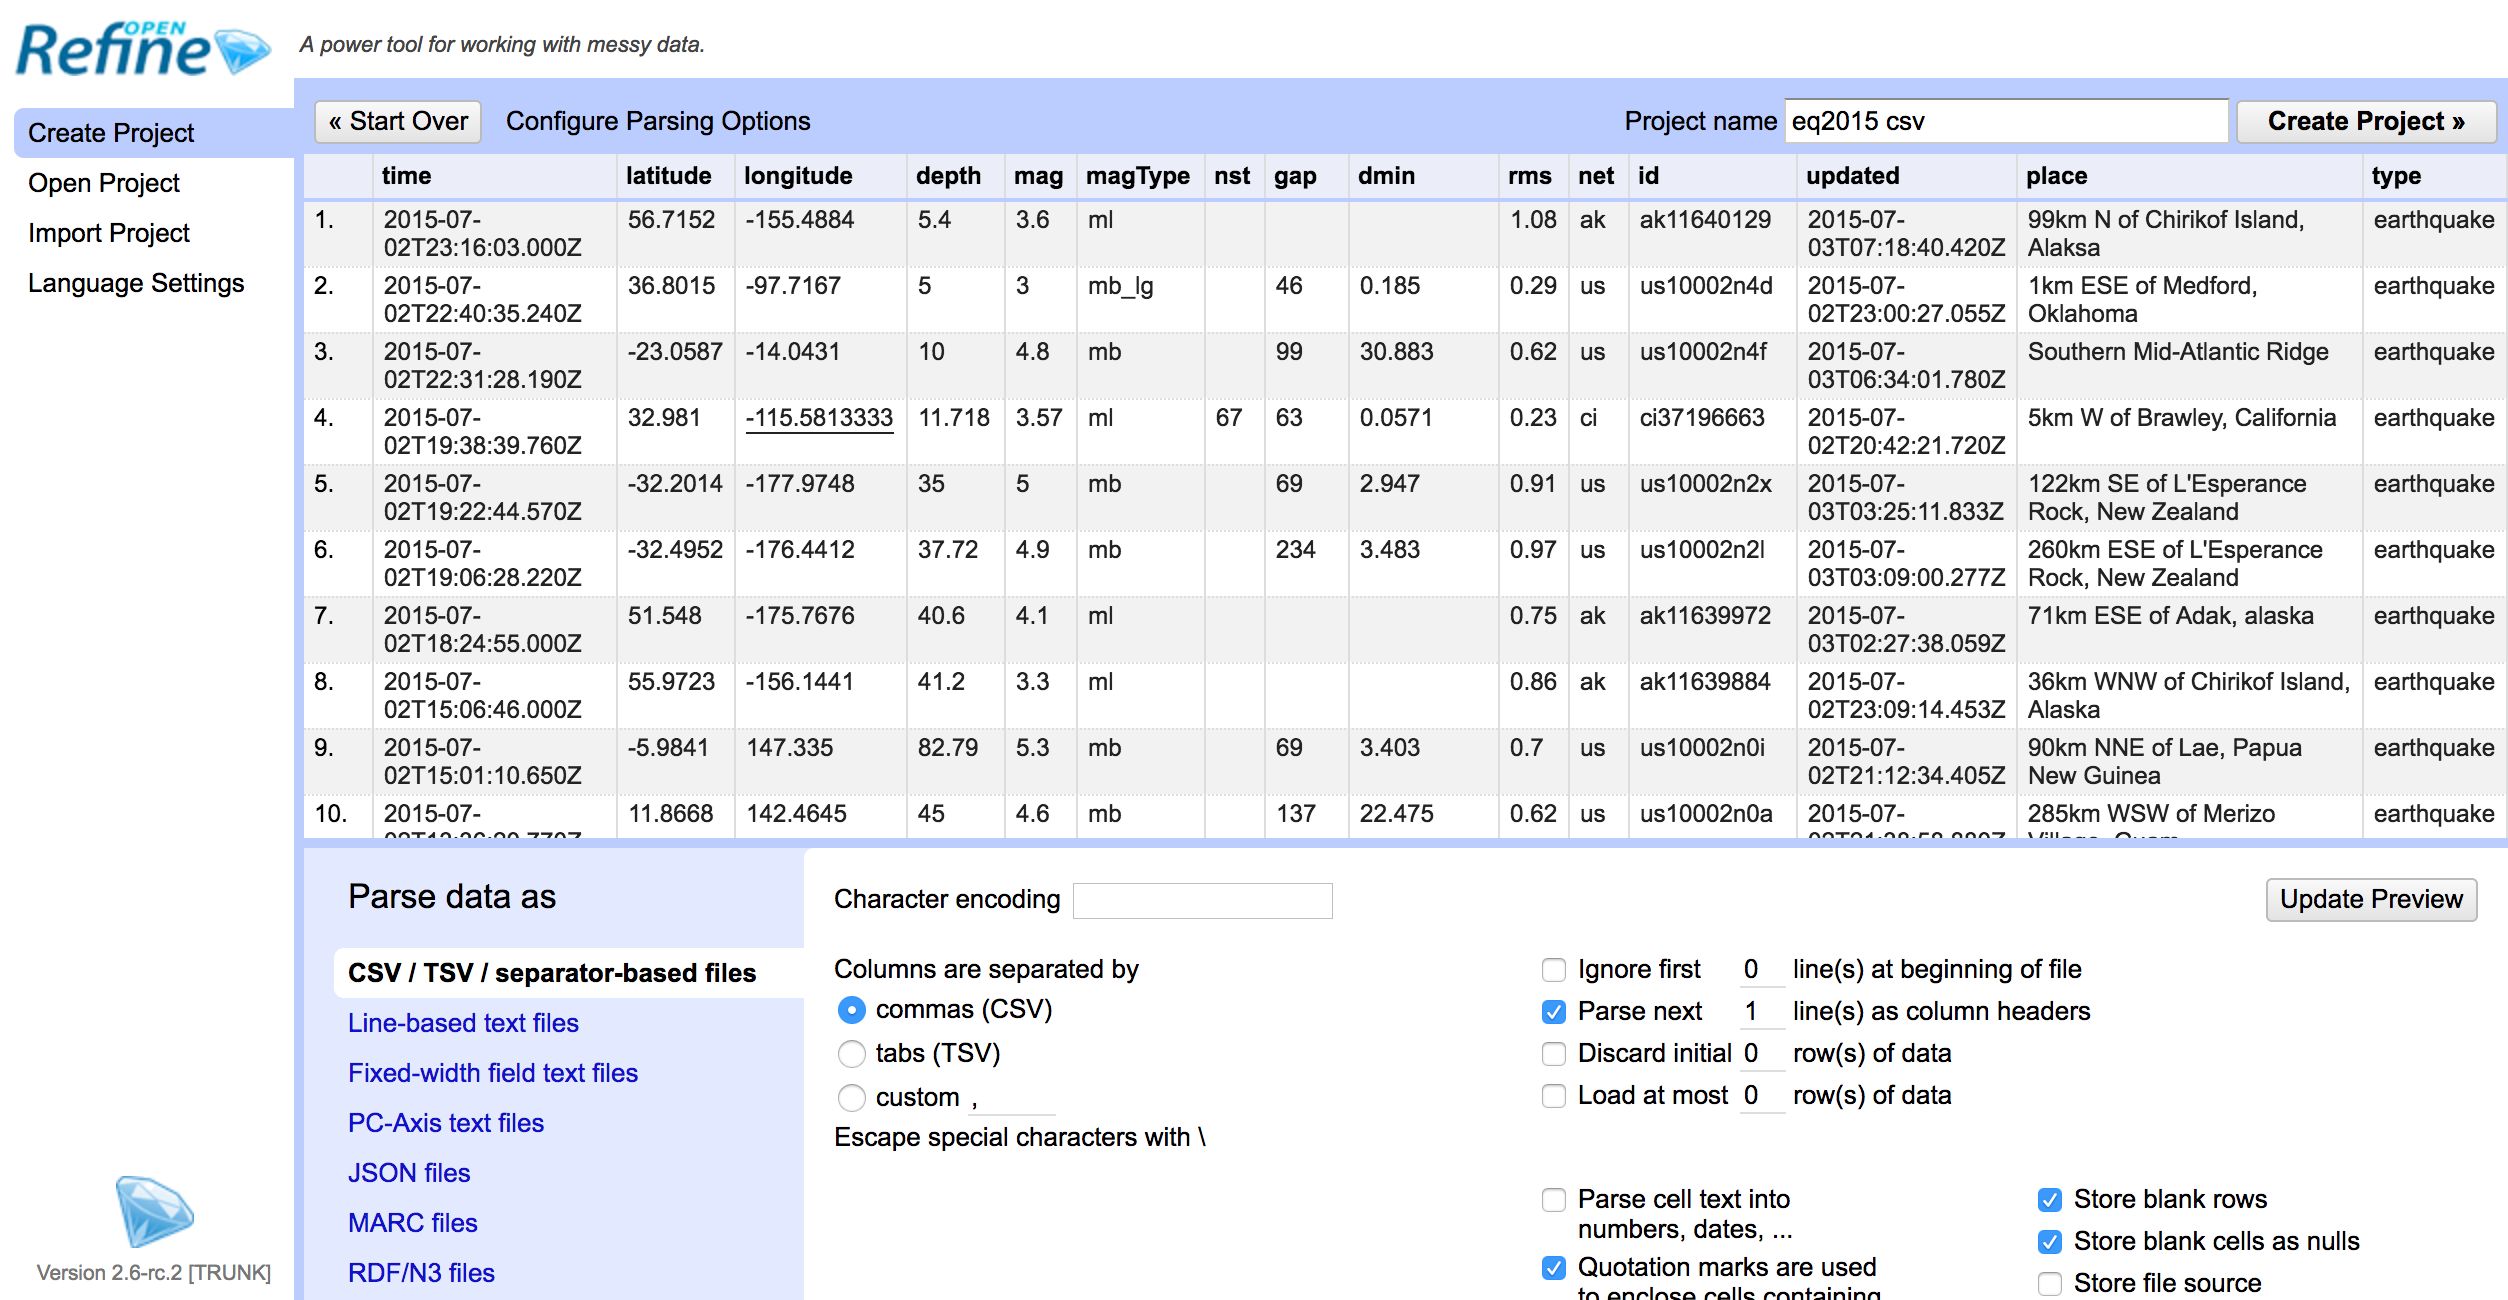 OPEN
Refine
A power tool for working with messy data.
Create Project
Open Project
Import Project
Language Settings
« Start Over Configure Parsing Options Project name eq2015 csv Create Project »
time latitude longitude depth mag magType nst gap dmin rms net id updated place type
1. 2015-07- 56.7152 -155.4884 5.4 3.6 ml 1.08 ak ak11640129 2015-07- 99km N of Chirikof Island, earthquake
02T23:16:03.000Z 03T07:18:40.420Z Alaksa
2. 2015-07- 36.8015 -97.7167 5 3 mb_lg 46 0.185 0.29 us us10002n4d 2015-07- 1km ESE of Medford, earthquake
02T22:40:35.240Z 02T23:00:27.055Z Oklahoma
3. 2015-07- -23.0587 -14.0431 10 4.8 mb 99 30.883 0.62 us us10002n4f 2015-07- Southern Mid-Atlantic Ridge earthquake
02T22:31:28.190Z 03T06:34:01.780Z
4. 2015-07- 32.981 -115.5813333 11.718 3.57 ml 67 63 0.0571 0.23 ci ci37196663 2015-07- 5km W of Brawley, California earthquake
02T19:38:39.760Z 02T20:42:21.720Z
5. 2015-07- -32.2014 -177.9748 35 5 mb 69 2.947 0.91 us us10002n2x 2015-07- 122km SE of L'Esperance earthquake
02T19:22:44.570Z 03T03:25:11.833Z Rock, New Zealand
6. 2015-07- -32.4952 -176.4412 37.72 4.9 mb 234 3.483 0.97 us us10002n2l 2015-07- 260km ESE of L'Esperance earthquake
02T19:06:28.220Z 03T03:09:00.277Z Rock, New Zealand
7. 2015-07- 51.548 -175.7676 40.6 4.1 ml 0.75 ak ak11639972 2015-07- 71km ESE of Adak, alaska earthquake
02T18:24:55.000Z 03T02:27:38.059Z
8. 2015-07- 55.9723 -156.1441 41.2 3.3 ml 0.86 ak ak11639884 2015-07- 36km WNW of Chirikof Island, earthquake
02T15:06:46.000Z 02T23:09:14.453Z Alaska
9. 2015-07- -5.9841 147.335 82.79 5.3 mb 69 3.403 0.7 us us10002n0i 2015-07- 90km NNE of Lae, Papua earthquake
02T15:01:10.650Z 02T21:12:34.405Z New Guinea
10. 2015-07- 11.8668 142.4645 45 4.6 mb 137 22.475 0.62 us us10002n0a 2015-07- 285km WSW of Merizo earthquake
Parse data as
CSV / TSV / separator-based files
Line-based text files
Fixed-width field text files
PC-Axis text files
JSON files
MARC files
RDF/N3 files
Character encoding
Update Preview
Columns are separated by
commas (CSV)
tabs (TSV)
custom ,
Escape special characters with \
Ignore first 0 line(s) at beginning of file
Parse next 1 line(s) as column headers
Discard initial 0 row(s) of data
Load at most 0 row(s) of data
Parse cell text into
numbers, dates, ...
Quotation marks are used
to enclose cells containing
Store blank rows
Store blank cells as nulls
Store file source
Version 2.6-rc.2 [TRUNK]